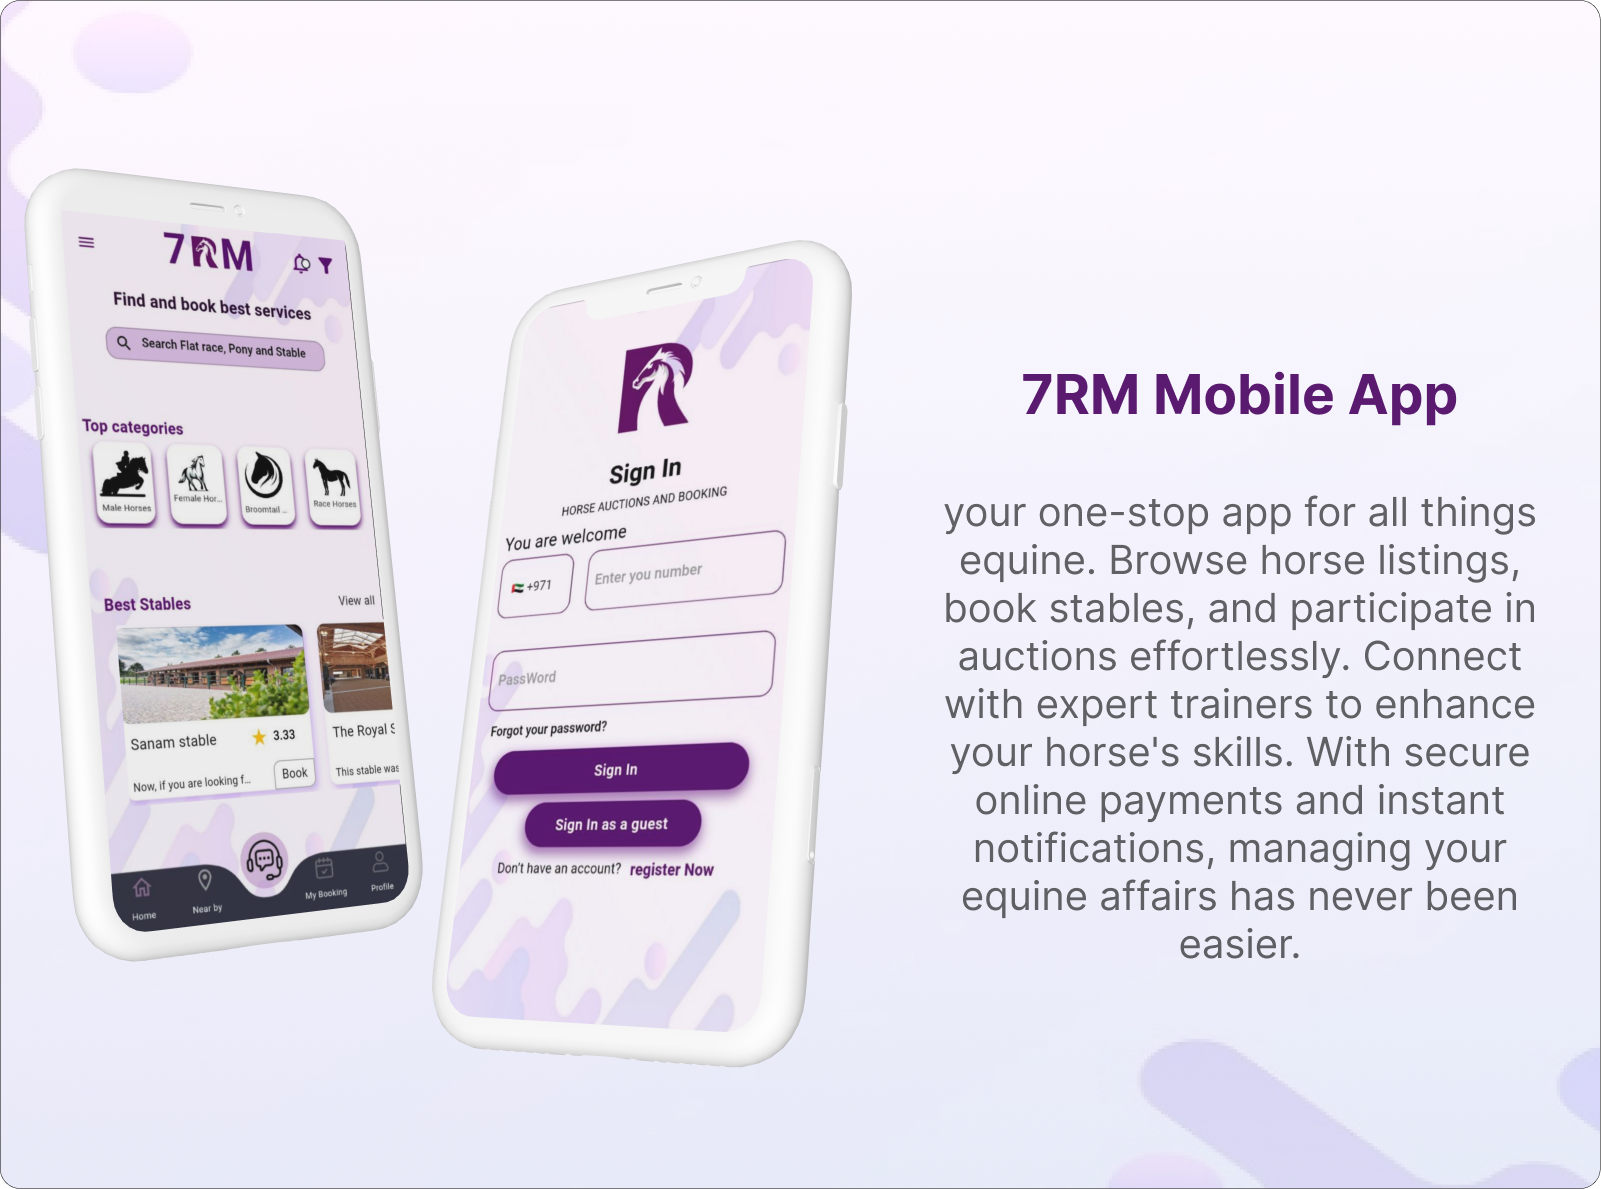 7RM
Find and book best services
Search Flat race, Pony and Stable
Top categories
Male Horses
Female Hor...
Broomtail ...
Race Horses
Best Stables
View all
Sanam stable
3.33
Now, if you are looking f...
Book
The Royal S
This stable was
Home
Near by
My Booking
Profile
R
Sign In
HORSE AUCTIONS AND BOOKING
You are welcome
+971
Enter you number
PassWord
Forgot your password?
Sign In
Sign In as a guest
Don't have an account? register Now
7RM Mobile App
your one-stop app for all things
equine. Browse horse listings,
book stables, and participate in
auctions effortlessly. Connect
with expert trainers to enhance
your horse's skills. With secure
online payments and instant
notifications, managing your
equine affairs has never been
easier.